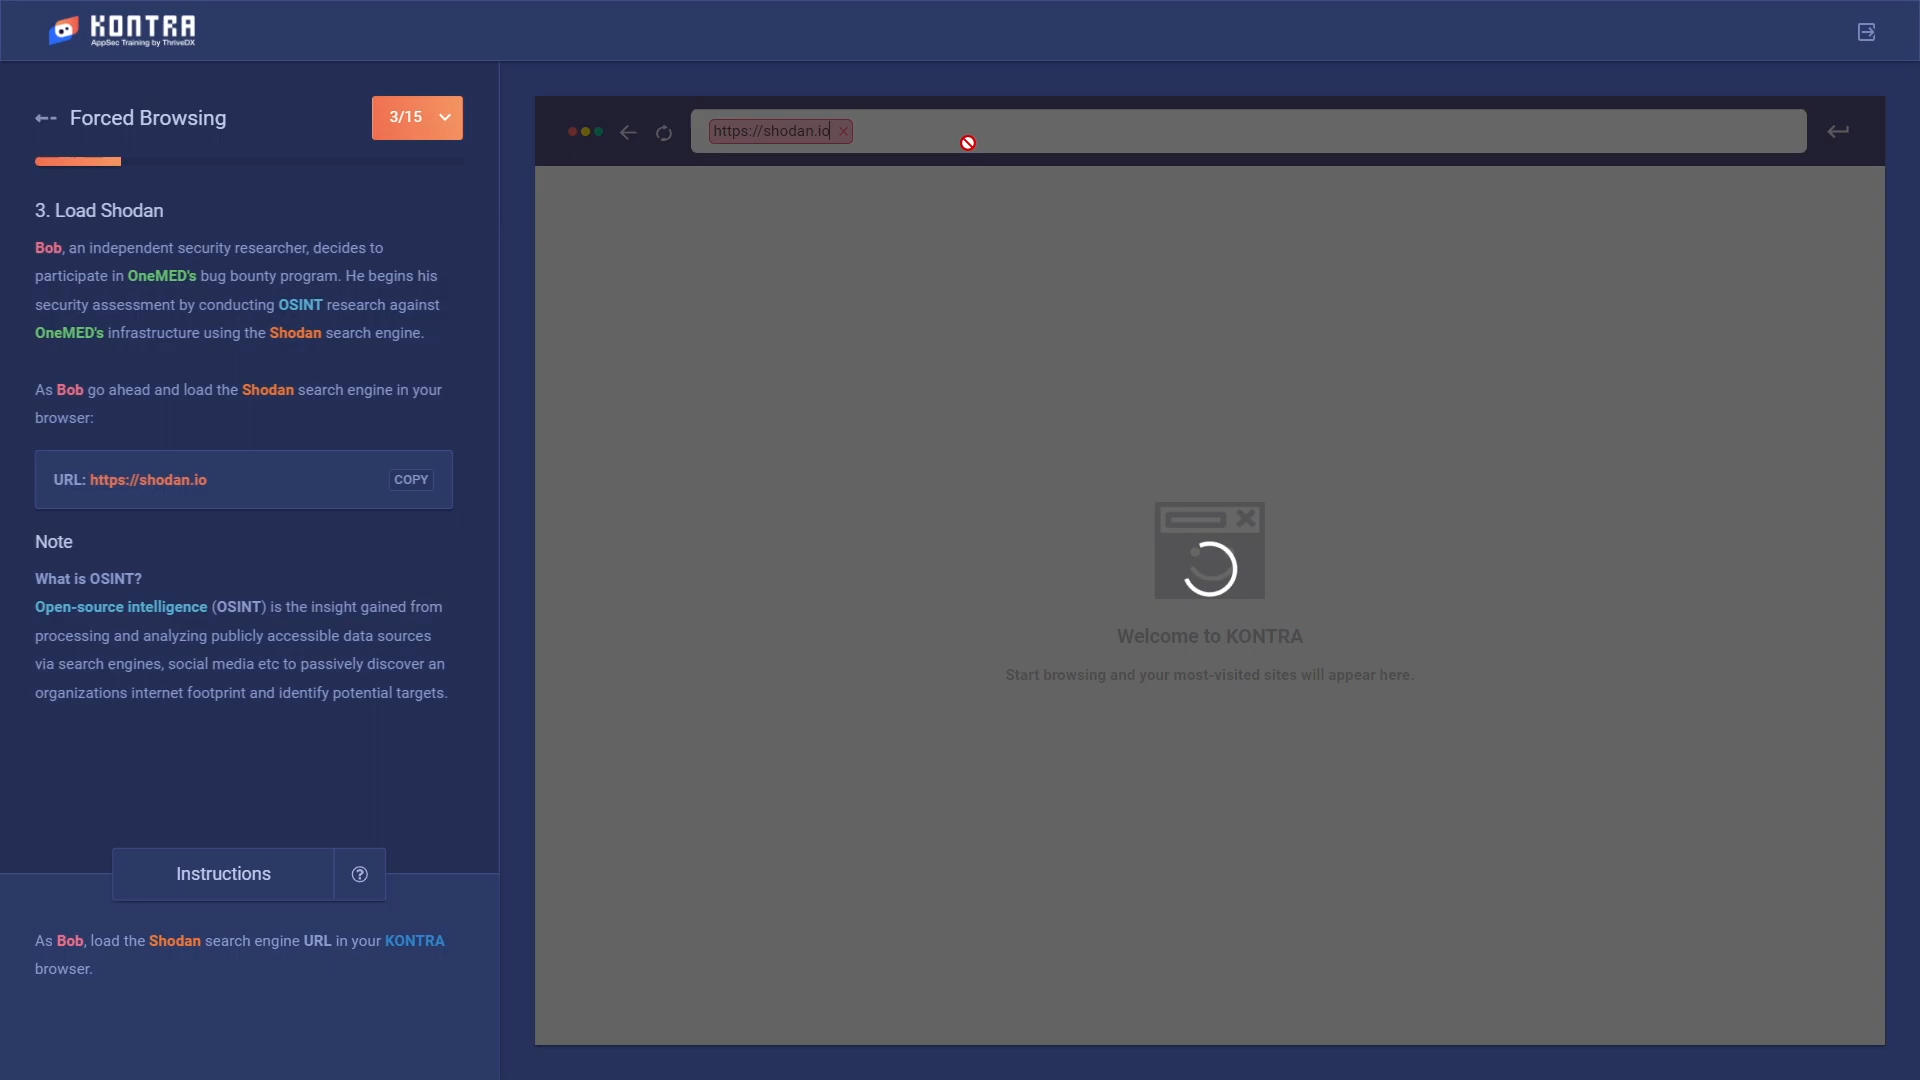 KONTRA
AppSec Training by ThriveDX
Forced Browsing
3/15
3. Load Shodan
Bob, an independent security researcher, decides to
participate in OneMED's bug bounty program. He begins his
security assessment by conducting OSINT research against
OneMED's infrastructure using the Shodan search engine.
As Bob go ahead and load the Shodan search engine in your
browser:
URL: https://shodan.io
COPY
Note
What is OSINT?
Open-source intelligence (OSINT) is the insight gained from
processing and analyzing publicly accessible data sources
via search engines, social media etc to passively discover an
organizations internet footprint and identify potential targets.
Instructions
As Bob, load the Shodan search engine URL in your KONTRA
browser.
https://shodan.io
Welcome to KONTRA
Start browsing and your most-visited sites will appear here.